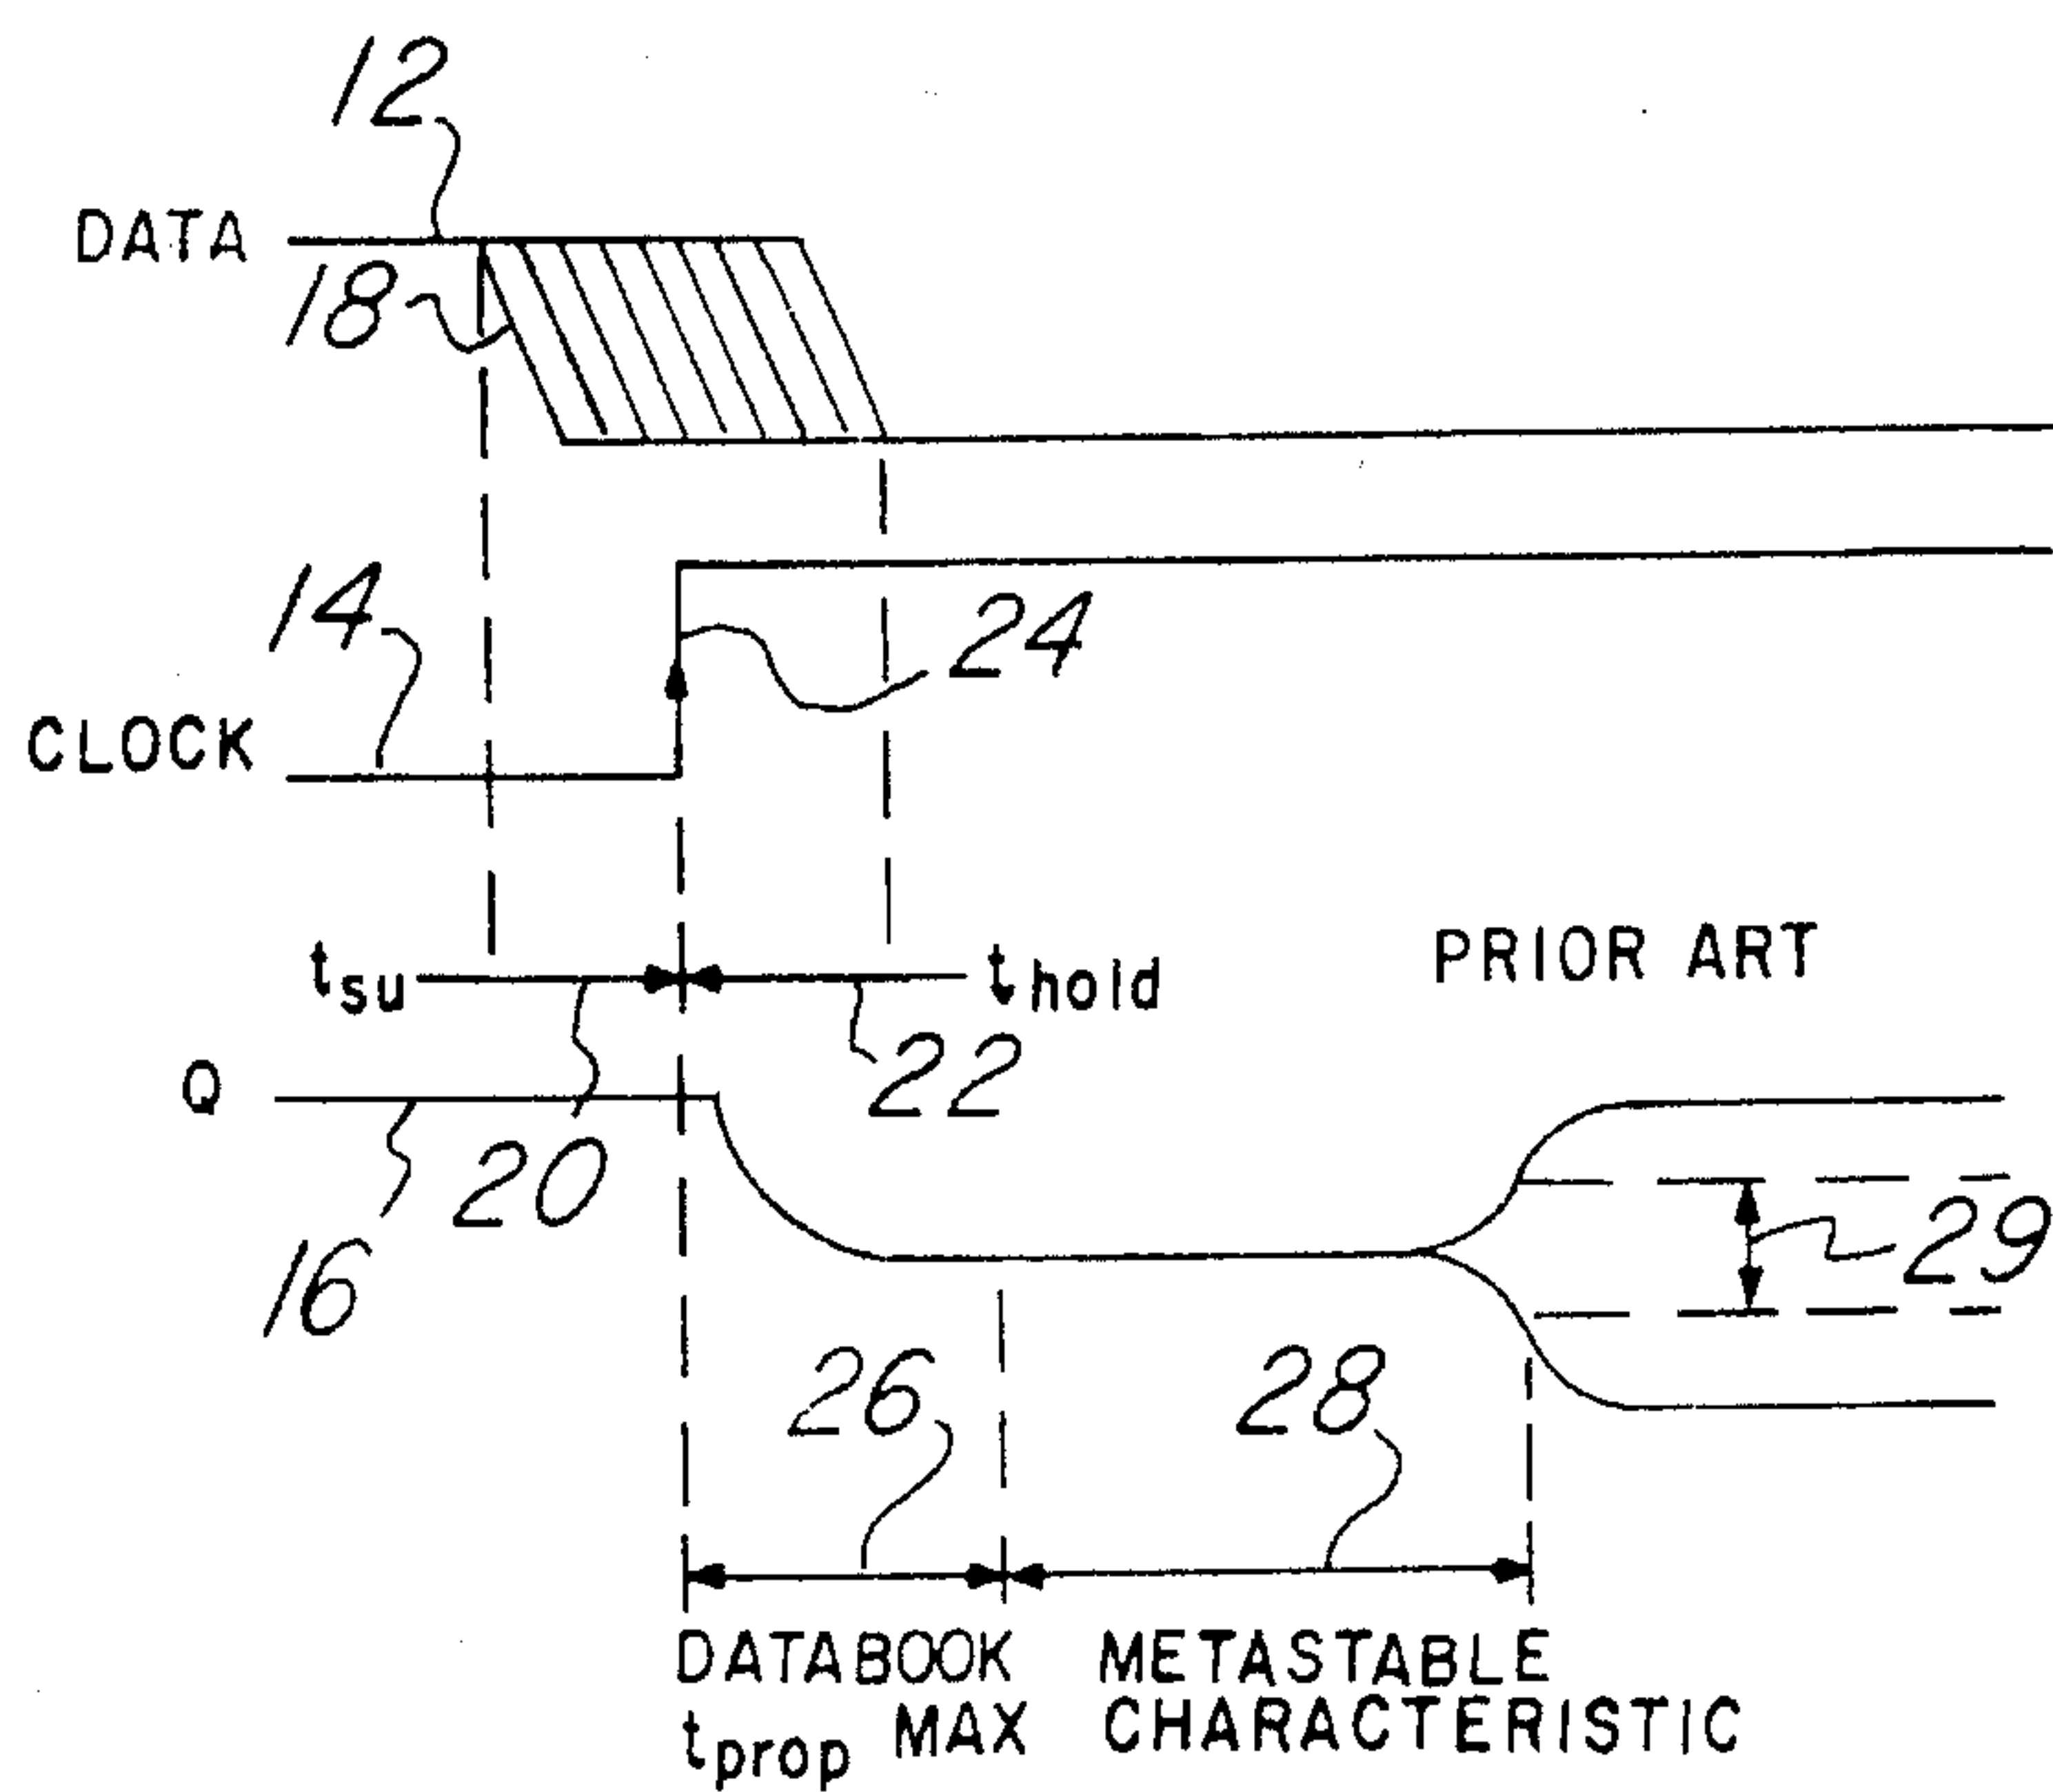 12
DATA
18
14
24
CLOCK
PRIOR ART
tsu
thold
22
Q
20
16
29
26
28
DATABOOK
tprop MAX
METASTABLE
CHARACTERISTIC